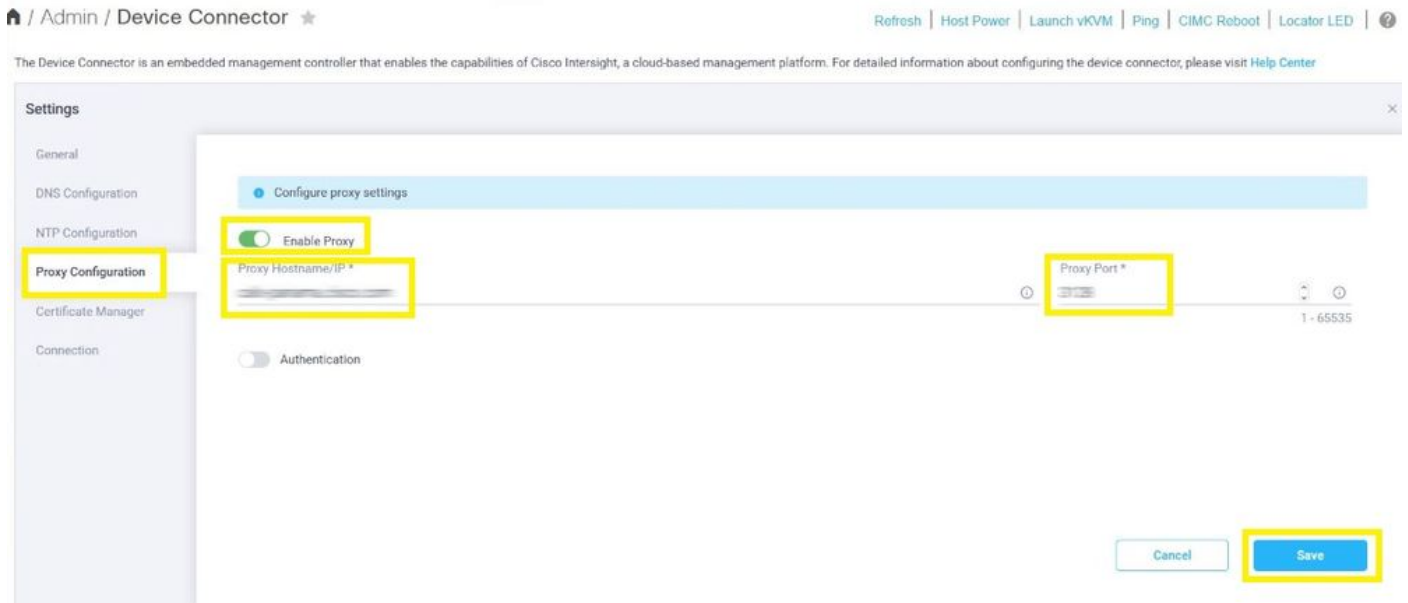 / Admin / Device Connector
Refresh | Host Power | Launch vKVM | Ping | CIMC Reboot | Locator LED |
The Device Connector is an embedded management controller that enables the capabilities of Cisco Intersight, a cloud-based management platform. For detailed information about configuring the device connector, please visit Help Center
Settings
General
DNS Configuration
NTP Configuration
Proxy Configuration
Certificate Manager
Connection
Configure proxy settings
Enable Proxy
Proxy Hostname/IP *
Proxy Port *
1 - 65535
Authentication
Cancel
Save